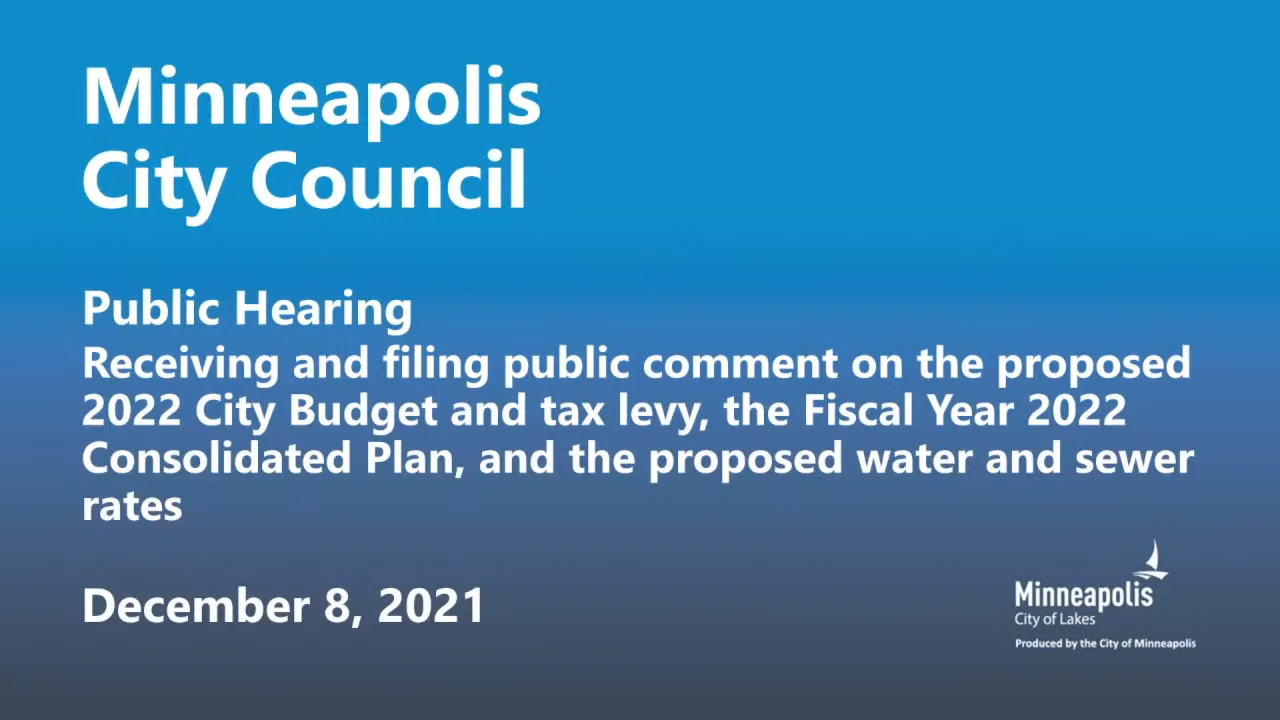 Minneapolis
City Council
Public Hearing
Receiving and filing public comment on the proposed
2022 City Budget and tax levy, the Fiscal Year 2022
Consolidated Plan, and the proposed water and sewer
rates
December 8, 2021
Minneapolis
City of Lakes
Produced by the City of Minneapolis